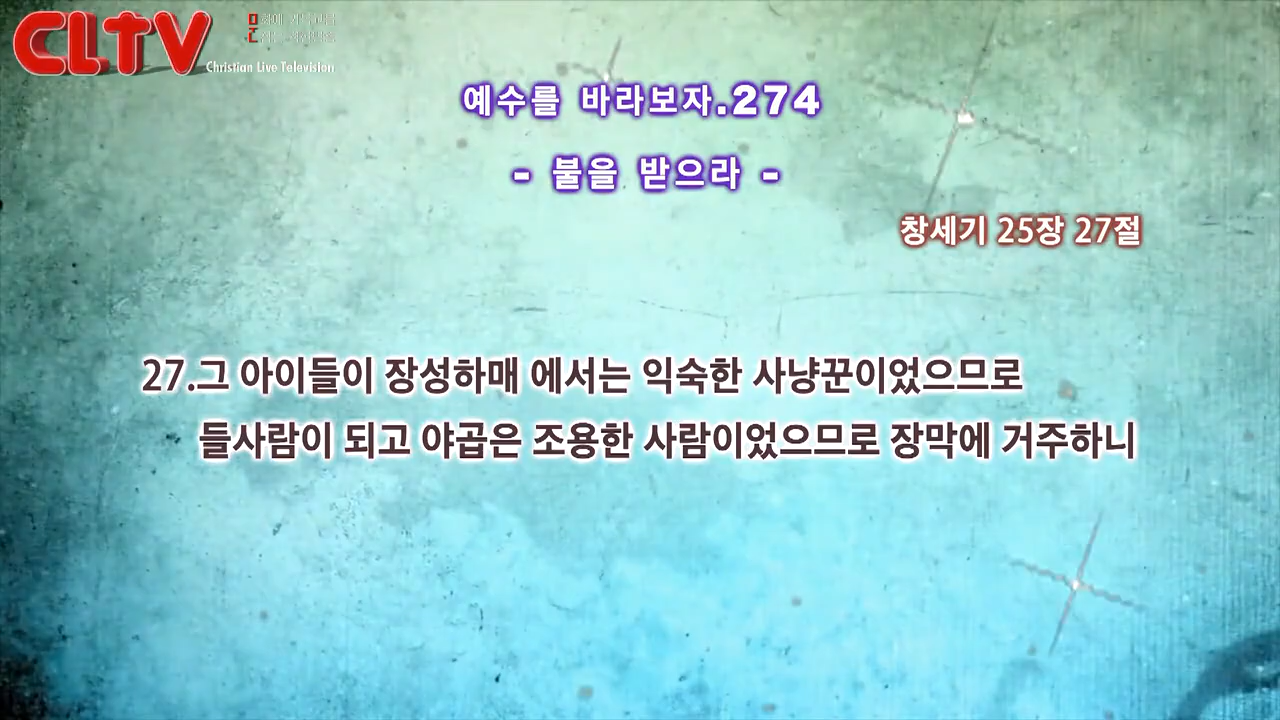 CLTV
Christian Live Television
예수를 바라보자.274
- 불을 받으라 -
창세기 25장 27절
27.그 아이들이 장성하매 에서는 익숙한 사냥꾼이었으므로
들사람이 되고 야곱은 조용한 사람이었으므로 장막에 거주하니